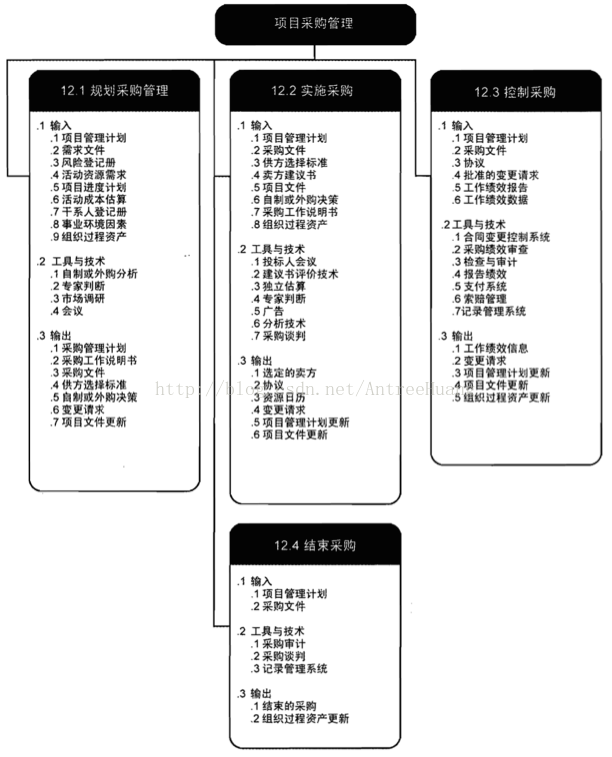 项目采购管理
12.1 规划采购管理
.1 输入
.1 项目管理计划
.2 需求文件
.3 风险登记册
.4 活动资源需求
.5 项目进度计划
.6 活动成本估算
.7 干系人登记册
.8 事业环境因素
.9 组织过程资产
.2 工具与技术
.1 自制或外购分析
.2 专家判断
.3 市场调研
.4 会议
.3 输出
.1 采购管理计划
.2 采购工作说明书
.3 采购文件
.4 供方选择标准
.5 自制或外购决策
.6 变更请求
.7 项目文件更新
12.2 实施采购
.1 输入
.1 项目管理计划
.2 采购文件
.3 供方选择标准
.4 卖方建议书
.5 项目文件
.6 自制或外购决策
.7 采购工作说明书
.8 组织过程资产
.2 工具与技术
.1 投标人会议
.2 建议书评价技术
.3 独立估算
.4 专家判断
.5 广告
.6 分析技术
.7 采购谈判
.3 输出
.1 选定的卖方
.2 协议
.3 资源日历
.4 变更请求
.5 项目管理计划更新
.6 项目文件更新
12.3 控制采购
.1 输入
.1 项目管理计划
.2 采购文件
.3 协议
.4 批准的变更请求
.5 工作绩效报告
.6 工作绩效数据
.2 工具与技术
.1 合同变更控制系统
.2 采购绩效审查
.3 检查与审计
.4 报告绩效
.5 支付系统
.6 索赔管理
.7 记录管理系统
.3 输出
.1 工作绩效信息
.2 变更请求
.3 项目管理计划更新
.4 项目文件更新
.5 组织过程资产更新
12.4 结束采购
.1 输入
.1 项目管理计划
.2 采购文件
.2 工具与技术
.1 采购审计
.2 采购谈判
.3 记录管理系统
.3 输出
.1 结束的采购
.2 组织过程资产更新